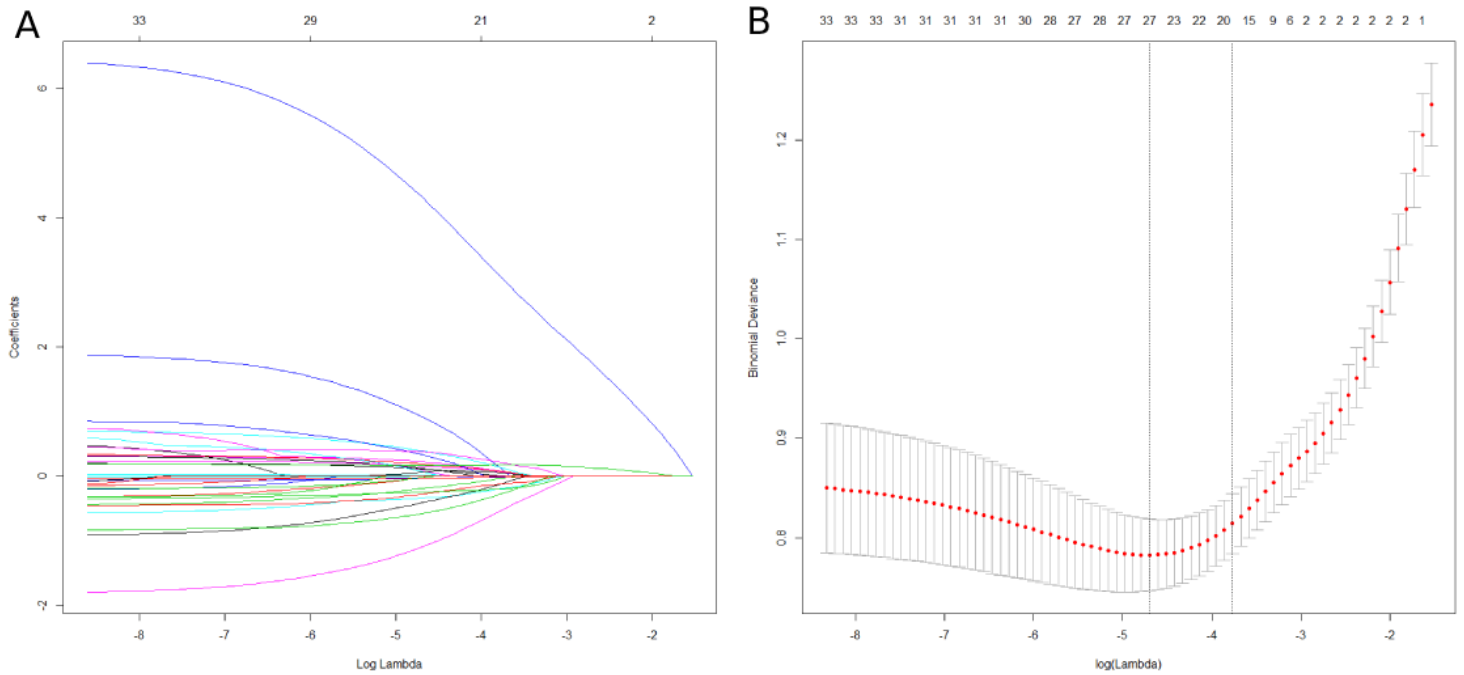 A
33 29 21 2
6
4
2
0
-2
Coefficients
-8 -7 -6 -5 -4 -3 -2
Log Lambda
B
33 33 33 31 31 31 31 31 30 28 27 28 27 27 23 22 20 15 9 6 2 2 2 2 2 2 2 1
1.2
1.1
1.0
0.9
0.8
Binomial Deviance
-8 -7 -6 -5 -4 -3 -2
log(Lambda)